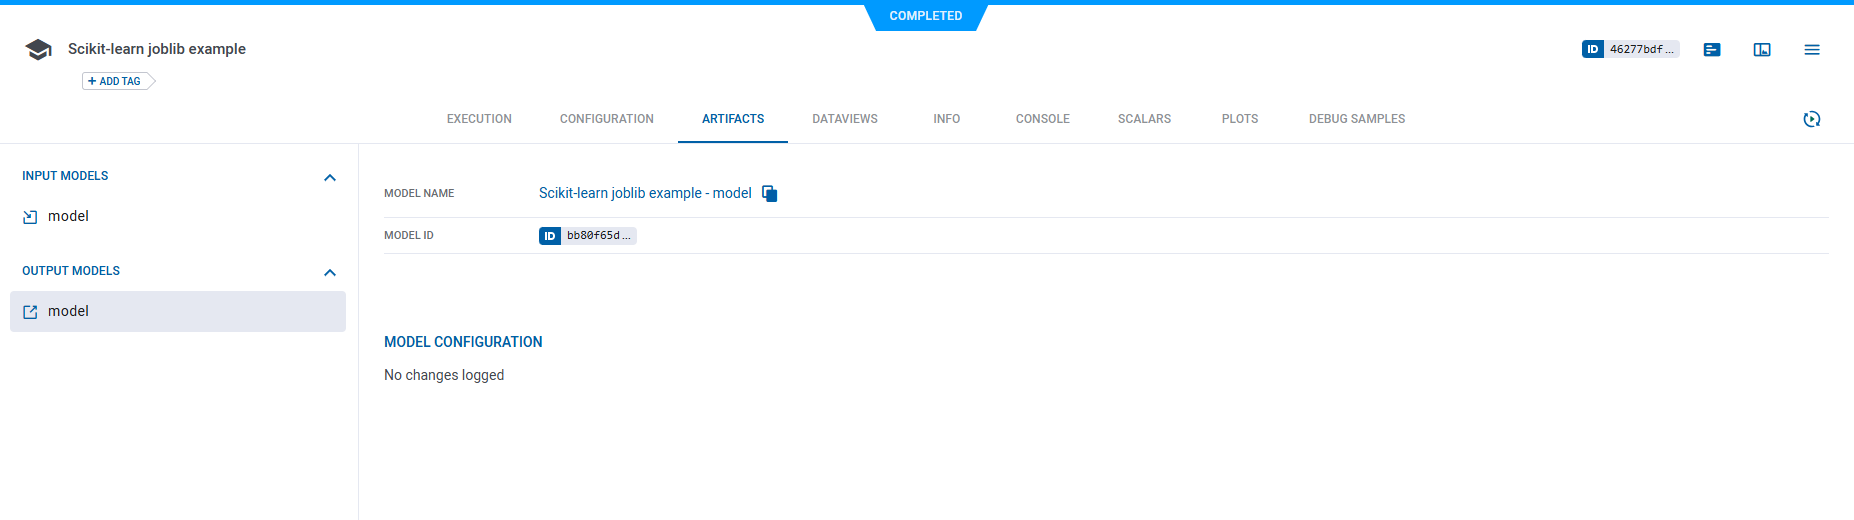 COMPLETED
Scikit-learn joblib example
ID 46277bdf...
+ ADD TAG
EXECUTION CONFIGURATION ARTIFACTS DATAVIEWS INFO CONSOLE SCALARS PLOTS DEBUG SAMPLES
INPUT MODELS
model
OUTPUT MODELS
model
MODEL NAME Scikit-learn joblib example - model
MODEL ID ID bb80f65d...
MODEL CONFIGURATION
No changes logged